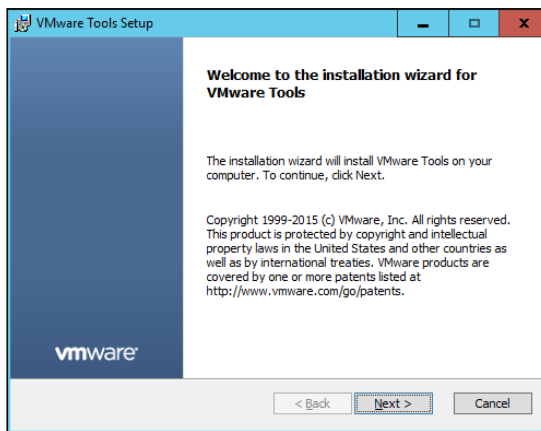 VMware Tools Setup
Welcome to the installation wizard for
VMware Tools
The installation wizard will install VMware Tools on your
computer. To continue, click Next.
Copyright 1999-2015 (c) VMware, Inc. All rights reserved.
This product is protected by copyright and intellectual
property laws in the United States and other countries as
well as by international treaties. VMware products are
covered by one or more patents listed at
http://www.vmware.com/go/patents.
vmware
< Back Next > Cancel